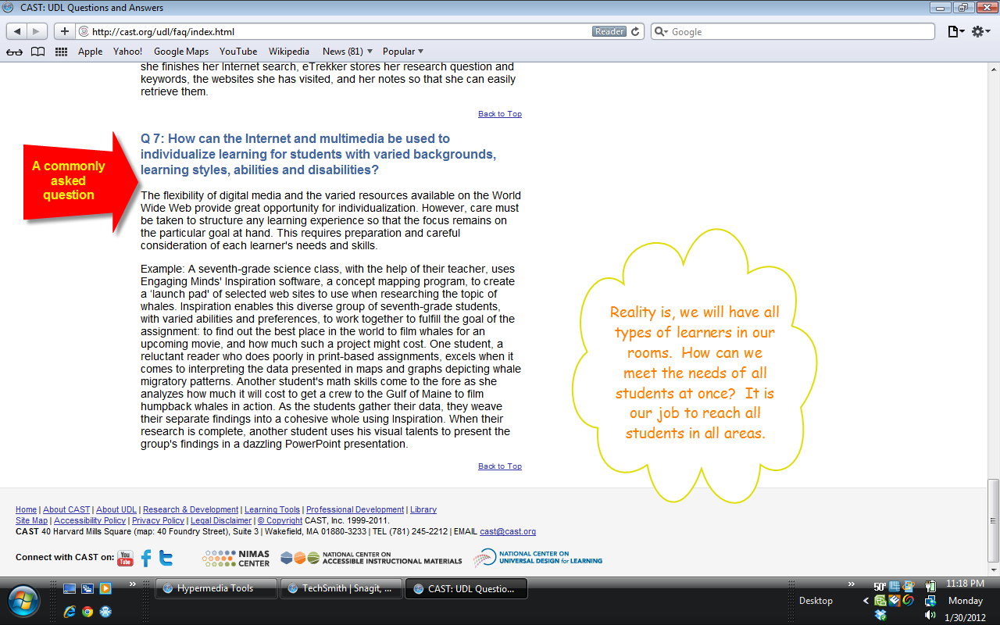 CAST: UDL Questions and Answers
http://cast.org/udl/faq/index.html
Reader
Google
Apple Yahoo! Google Maps YouTube Wikipedia News (81) Popular
she finishes her Internet search, eTrekker stores her research question and
keywords, the websites she has visited, and her notes so that she can easily
retrieve them.
Back to Top
Q 7: How can the Internet and multimedia be used to
individualize learning for students with varied backgrounds,
learning styles, abilities and disabilities?
A commonly
asked
question
The flexibility of digital media and the varied resources available on the World
Wide Web provide great opportunity for individualization. However, care must
be taken to structure any learning experience so that the focus remains on
the particular goal at hand. This requires preparation and careful
consideration of each learner's needs and skills.
Example: A seventh-grade science class, with the help of their teacher, uses
Engaging Minds' Inspiration software, a concept mapping program, to create
a 'launch pad' of selected web sites to use when researching the topic of
whales. Inspiration enables this diverse group of seventh-grade students,
with varied abilities and preferences, to work together to fulfill the goal of the
assignment: to find out the best place in the world to film whales for an
upcoming movie, and how much such a project might cost. One student, a
reluctant reader who does poorly in print-based assignments, excels when it
comes to interpreting the data presented in maps and graphs depicting whale
migratory patterns. Another student's math skills come to the fore as she
analyzes how much it will cost to get a crew to the Gulf of Maine to film
humpback whales in action. As the students gather their data, they weave
their separate findings into a cohesive whole using Inspiration. When their
research is complete, another student uses his visual talents to present the
group's findings in a dazzling PowerPoint presentation.
Back to Top
Reality is, we will have all
types of learners in our
rooms. How can we
meet the needs of all
students at once? It is
our job to reach all
students in all areas.
Home | About CAST | About UDL | Research & Development | Learning Tools | Professional Development | Library
Site Map | Accessibility Policy | Privacy Policy | Legal Disclaimer | © Copyright CAST, Inc. 1999-2011.
CAST 40 Harvard Mills Square (map: 40 Foundry Street), Suite 3 | Wakefield, MA 01880-3233 | TEL (781) 245-2212 | EMAIL cast@cast.org
Connect with CAST on:
You
Tube
NIMAS
CENTER
NATIONAL CENTER ON
ACCESSIBLE INSTRUCTIONAL MATERIALS
NATIONAL CENTER ON
UNIVERSAL DESIGN for LEARNING
Hypermedia Tools
TechSmith | Snagit, ...
CAST: UDL Questio...
Desktop
50°
11:18 PM
Monday
1/30/2012